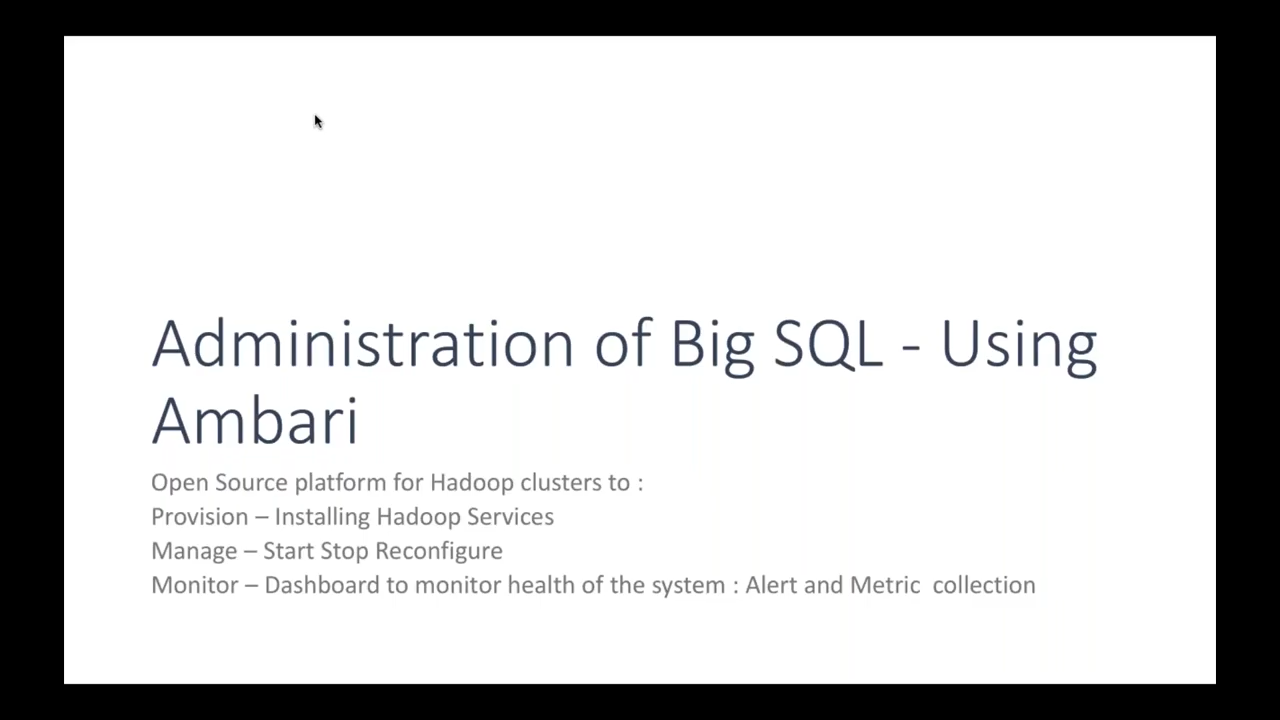 Administration of Big SQL - Using
Ambari
Open Source platform for Hadoop clusters to :
Provision – Installing Hadoop Services
Manage – Start Stop Reconfigure
Monitor – Dashboard to monitor health of the system : Alert and Metric  collection